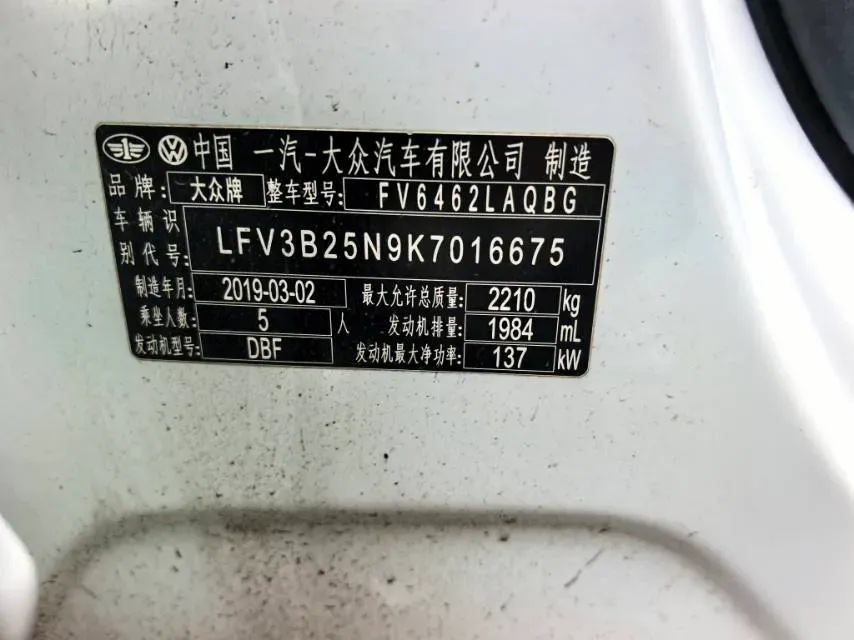 中国 一汽-大众汽车有限公司 制造
品牌: 大众牌 整车型号: FV6462LAQBG
车辆识别代号: LFV3B25N9K7016675
制造年月: 2019-03-02 最大允许总质量: 2210 kg
乘坐人数: 5 人 发动机排量: 1984 mL
发动机型号: DBF 发动机最大净功率: 137 kW